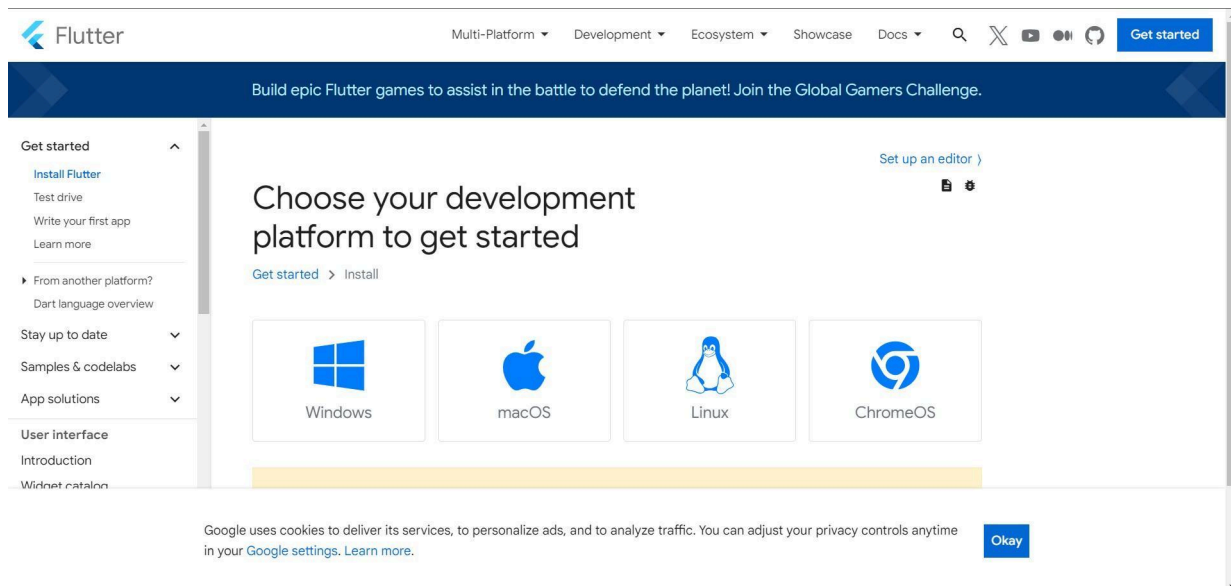 Flutter
Multi-Platform Development Ecosystem Showcase Docs Get started
Build epic Flutter games to assist in the battle to defend the planet! Join the Global Gamers Challenge.
Get started
Install Flutter
Test drive
Write your first app
Learn more
From another platform?
Dart language overview
Stay up to date
Samples & codelabs
App solutions
User interface
Introduction
Widget catalog
Set up an editor
Choose your development
platform to get started
Get started > Install
Windows macOS Linux ChromeOS
Google uses cookies to deliver its services, to personalize ads, and to analyze traffic. You can adjust your privacy controls anytime
in your Google settings. Learn more.
Okay